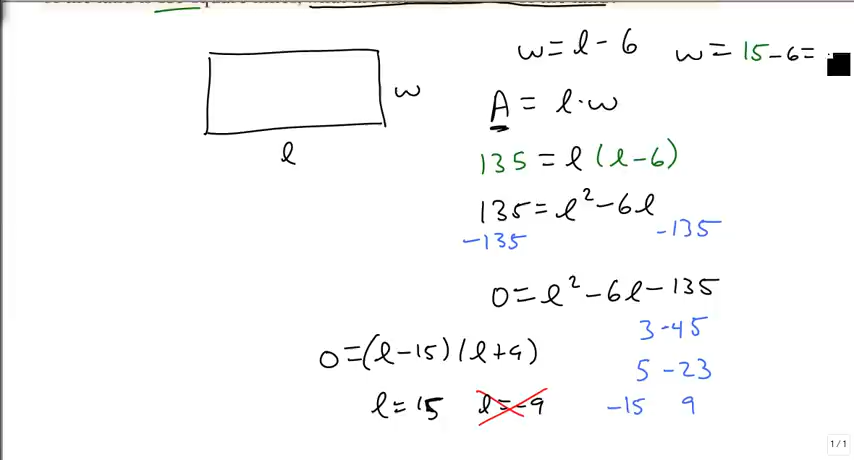 w = l - 6
w = 15 - 6 =
w
A = l · w
l
135 = l (l - 6)
135 = l² - 6l
-135 -135
0 = l² - 6l - 135
3 -45
0 = (l - 15)(l + 9)
5 -23
l = 15 l = -9
-15 9
1/1